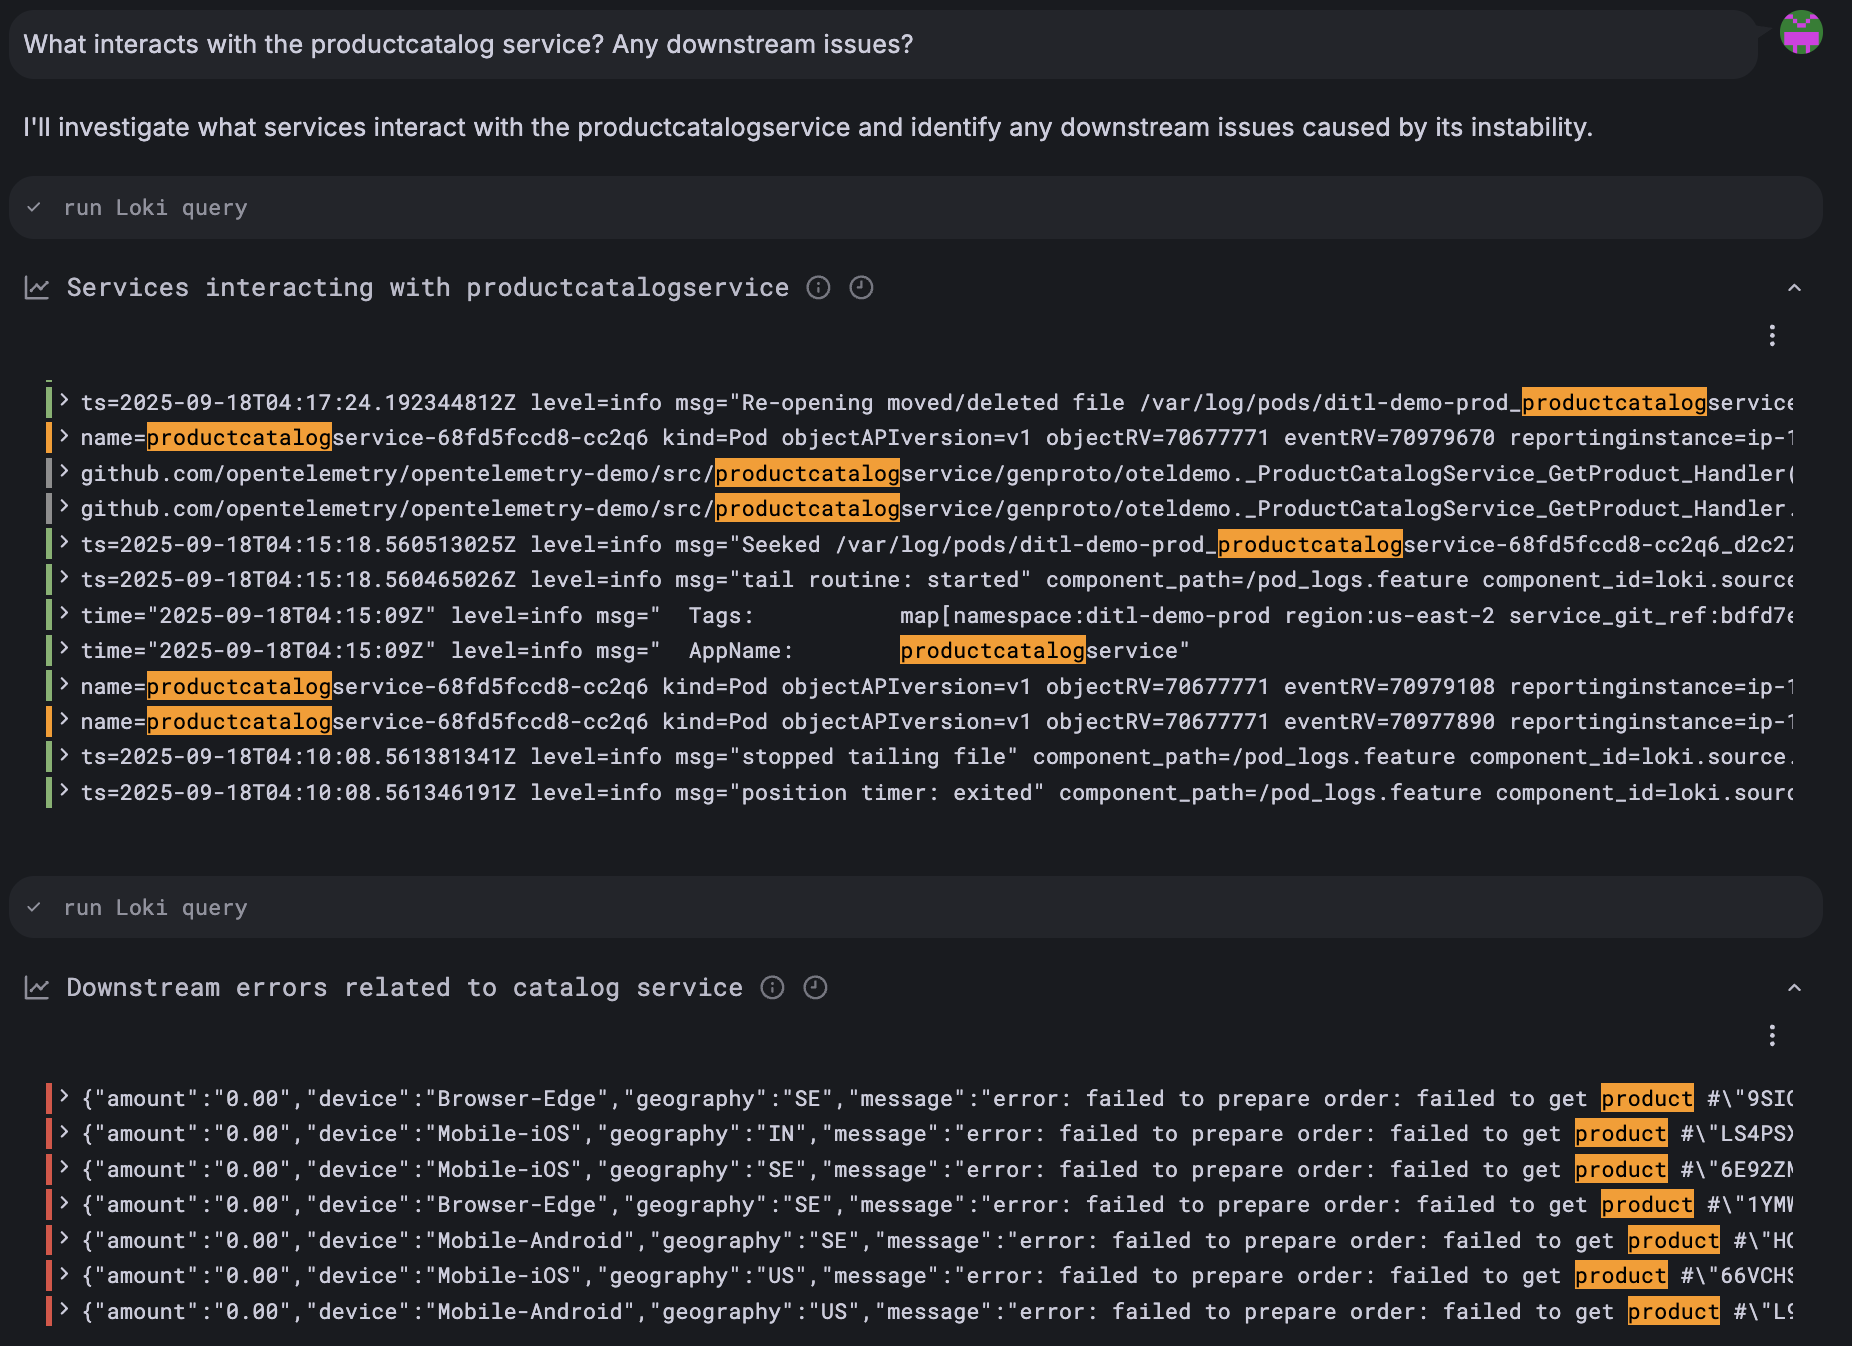 What interacts with the productcatalog service? Any downstream issues?
I'll investigate what services interact with the productcatalogservice and identify any downstream issues caused by its instability.
run Loki query
Services interacting with productcatalogservice
ts=2025-09-18T04:17:24.192344812Z level=info msg="Re-opening moved/deleted file /var/log/pods/ditl-demo-prod_productcatalogservice
name=productcatalogservice-68fd5fccd8-cc2q6 kind=Pod objectAPIversion=v1 objectRV=70677771 eventRV=70979670 reportinginstance=ip-1
github.com/opentelemetry/opentelemetry-demo/src/productcatalogservice/genproto/oteldemo._ProductCatalogService_GetProduct_Handler(
github.com/opentelemetry/opentelemetry-demo/src/productcatalogservice/genproto/oteldemo._ProductCatalogService_GetProduct_Handler.
ts=2025-09-18T04:15:18.560513025Z level=info msg="Seeked /var/log/pods/ditl-demo-prod_productcatalogservice-68fd5fccd8-cc2q6_d2c27
ts=2025-09-18T04:15:18.560465026Z level=info msg="tail routine: started" component_path=/pod_logs.feature component_id=loki.source
time="2025-09-18T04:15:09Z" level=info msg="  Tags:           map[namespace:ditl-demo-prod region:us-east-2 service_git_ref:bdfd7e
time="2025-09-18T04:15:09Z" level=info msg="  AppName:        productcatalogservice"
name=productcatalogservice-68fd5fccd8-cc2q6 kind=Pod objectAPIversion=v1 objectRV=70677771 eventRV=70979108 reportinginstance=ip-1
name=productcatalogservice-68fd5fccd8-cc2q6 kind=Pod objectAPIversion=v1 objectRV=70677771 eventRV=70977890 reportinginstance=ip-1
ts=2025-09-18T04:10:08.561381341Z level=info msg="stopped tailing file" component_path=/pod_logs.feature component_id=loki.source.
ts=2025-09-18T04:10:08.561346191Z level=info msg="position timer: exited" component_path=/pod_logs.feature component_id=loki.sourc
run Loki query
Downstream errors related to catalog service
{"amount":"0.00","device":"Browser-Edge","geography":"SE","message":"error: failed to prepare order: failed to get product #\"9SIQ
{"amount":"0.00","device":"Mobile-iOS","geography":"IN","message":"error: failed to prepare order: failed to get product #\"LS4PSX
{"amount":"0.00","device":"Mobile-iOS","geography":"SE","message":"error: failed to prepare order: failed to get product #\"6E92ZM
{"amount":"0.00","device":"Browser-Edge","geography":"SE","message":"error: failed to prepare order: failed to get product #\"1YMW
{"amount":"0.00","device":"Mobile-Android","geography":"SE","message":"error: failed to prepare order: failed to get product #\"HQ
{"amount":"0.00","device":"Mobile-iOS","geography":"US","message":"error: failed to prepare order: failed to get product #\"66VCHS
{"amount":"0.00","device":"Mobile-Android","geography":"US","message":"error: failed to prepare order: failed to get product #\"L9